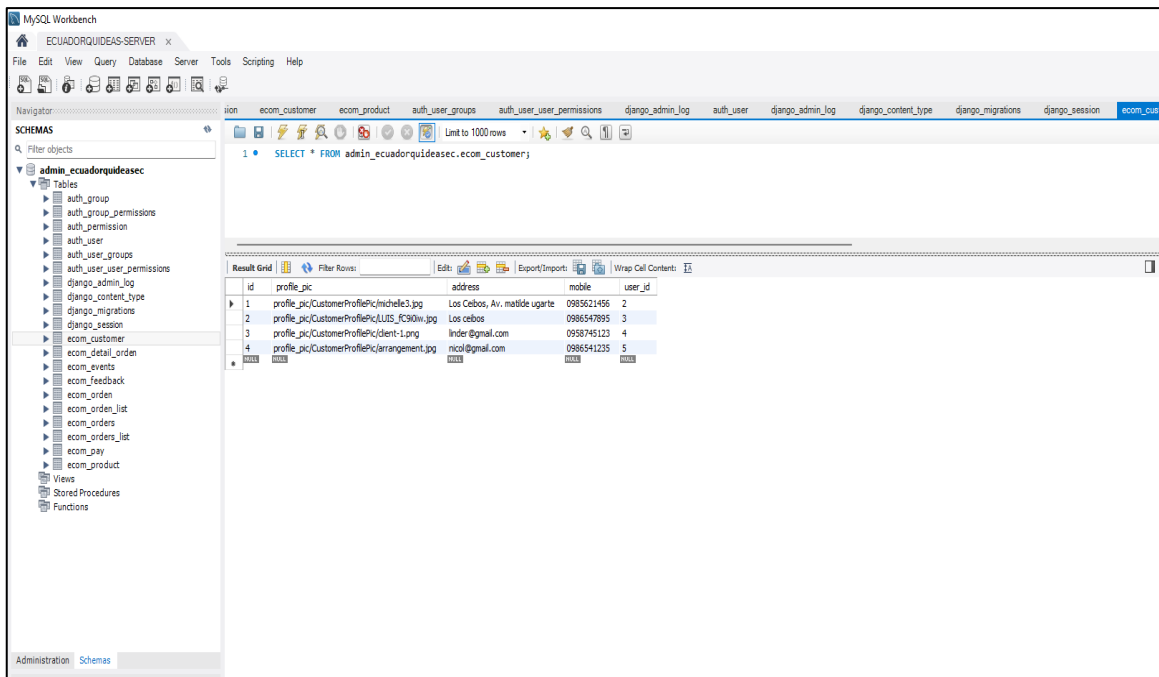 MySQL Workbench
ECUADORQUIDEAS-SERVER x
File Edit View Query Database Server Tools Scripting Help
Navigator
sion ecom_customer ecom_product auth_user_groups auth_user_user_permissions django_admin_log auth_user django_admin_log django_content_type django_migrations django_session ecom_cus
SCHEMAS
Limit to 1000 rows
Filter objects
1 SELECT * FROM admin_ecuadorquideasec.ecom_customer;
admin_ecuadorquideasec
Tables
auth_group
auth_group_permissions
auth_permission
auth_user
auth_user_groups
auth_user_user_permissions
django_admin_log
django_content_type
django_migrations
django_session
ecom_customer
ecom_detail_orden
ecom_events
ecom_feedback
ecom_orden
ecom_orden_list
ecom_orders
ecom_orders_list
ecom_pay
ecom_product
Views
Stored Procedures
Functions
Result Grid Filter Rows: Edit: Export/Import: Wrap Cell Content:
id profile_pic address mobile user_id
1 profile_pic/CustomerProfilePic/michelle3.jpg Los Ceibos, Av. matilde ugarte 0985621456 2
2 profile_pic/CustomerProfilePic/LUIS_fC9i0iw.jpg Los ceibos 0986547895 3
3 profile_pic/CustomerProfilePic/client-1.png linder@gmail.com 0958745123 4
4 profile_pic/CustomerProfilePic/arrangement.jpg nicol@gmail.com 0986541235 5
NULL NULL NULL NULL NULL
Administration Schemas